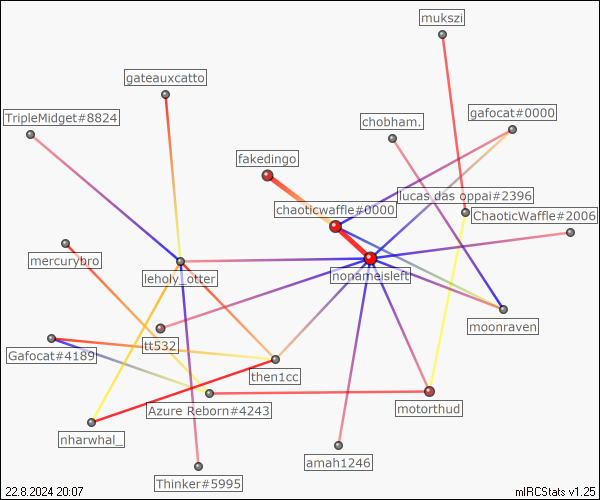 mukszi
gateauxcatto
TripleMidget#8824
gafocat#0000
chobham.
fakedingo
lucas das oppai#2396
chaoticwaffle#0000
ChaoticWaffle#2006
mercurybro
leholy_otter
nonameisleft
moonraven
tt532
Gafocat#4189
then1cc
Azure Reborn#4243
motorthud
nharwhal_
amah1246
Thinker#5995
22.8.2024 20:07
mIRCStats v1.25